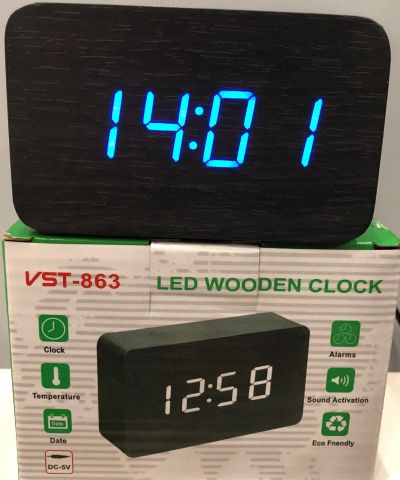 14:01
VST-863
LED WOODEN CLOCK
Clock
Temperature
Date
Date
DC-5V
12:58
Alarms
Sound Activation
Eco Friendly